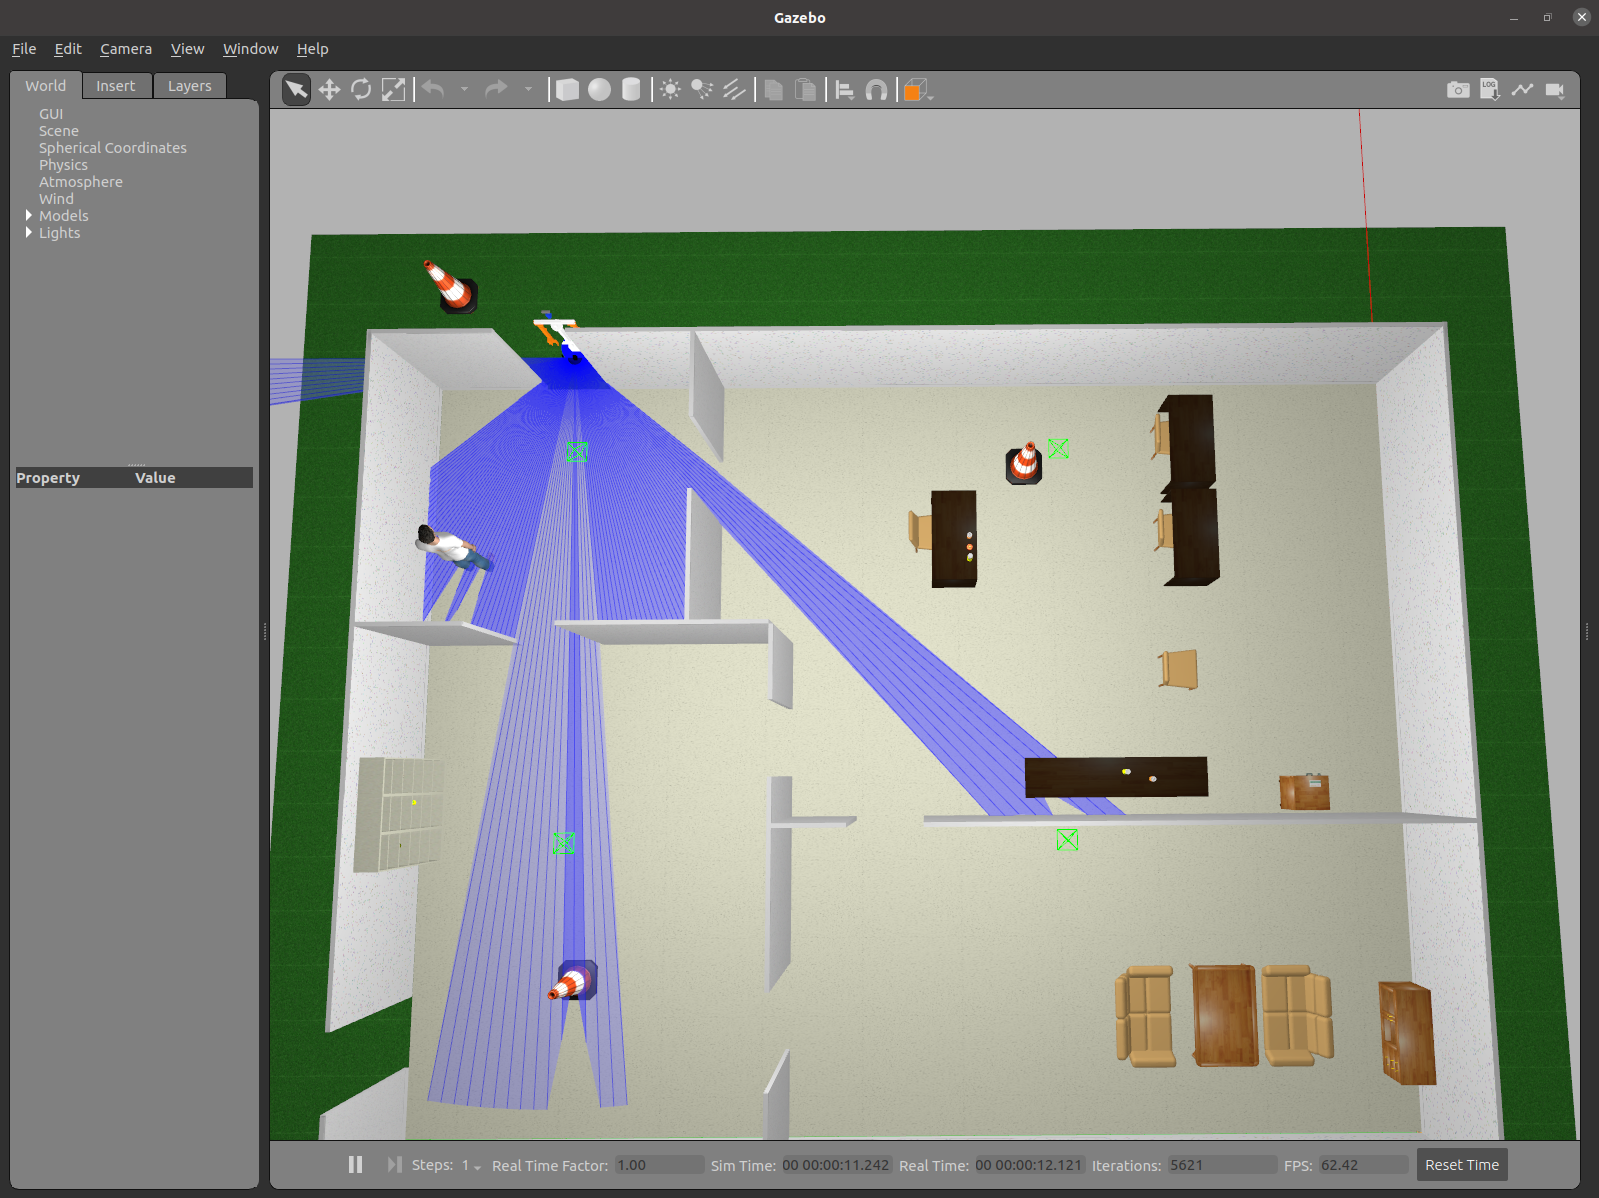 Gazebo
File Edit Camera View Window Help
World Insert Layers
LOG
GUI
Scene
Spherical Coordinates
Physics
Atmosphere
Wind
Models
Lights
Property Value
Steps: 1 Real Time Factor: 1.00 Sim Time: 00 00:00:11.242 Real Time: 00 00:00:12.121 Iterations: 5621 FPS: 62.42 Reset Time